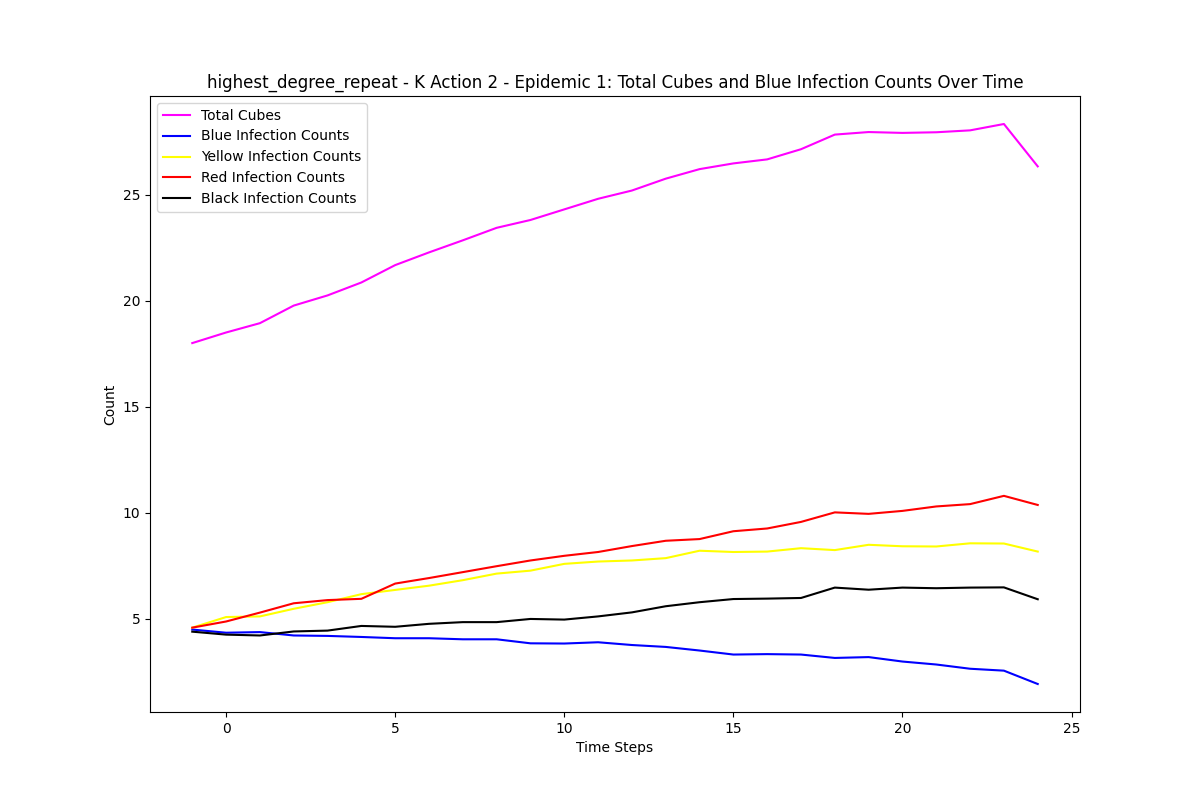 highest_degree_repeat - K Action 2 - Epidemic 1: Total Cubes and Blue Infection Counts Over Time
Total Cubes
Blue Infection Counts
Yellow Infection Counts
Red Infection Counts
Black Infection Counts
25
20
15
10
5
Count
0 5 10 15 20 25
Time Steps